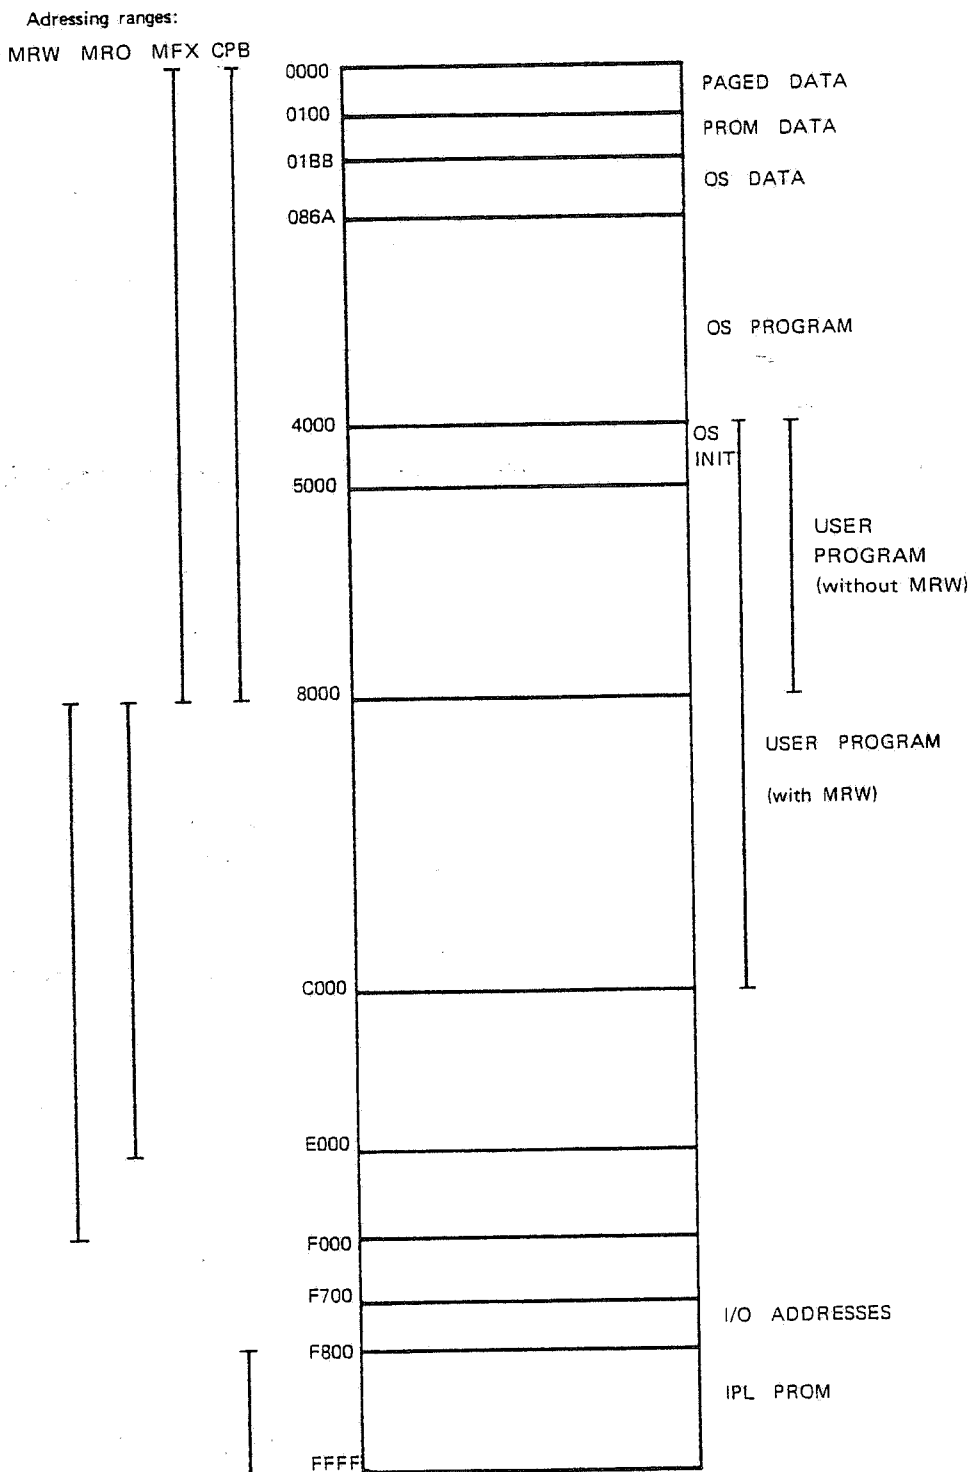 Adressing ranges:
MRW MRO MFX CPB
0000
PAGED DATA
0100
PROM DATA
01BB
OS DATA
086A
OS PROGRAM
4000
OS
INIT
5000
USER
PROGRAM
(without MRW)
8000
USER PROGRAM
(with MRW)
C000
E000
F000
F700
I/O ADDRESSES
F800
IPL PROM
FFFF